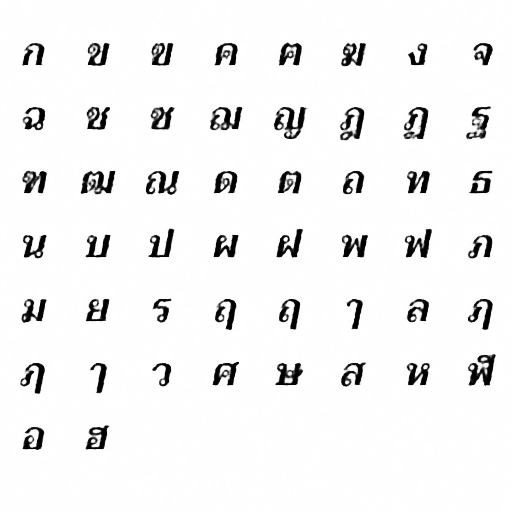 ก ข ฃ ค ฅ ฆ ง จ
ฉ ช ซ ฌ ญ ฎ ฏ ฐ
ฑ ฒ ณ ด ต ถ ท ธ
น บ ป ผ ฝ พ ฟ ภ
ม ย ร ฤ ฤ ๅ ล ฦ
ฦ ๅ ว ศ ษ ส ห ฬ
อ ฮ